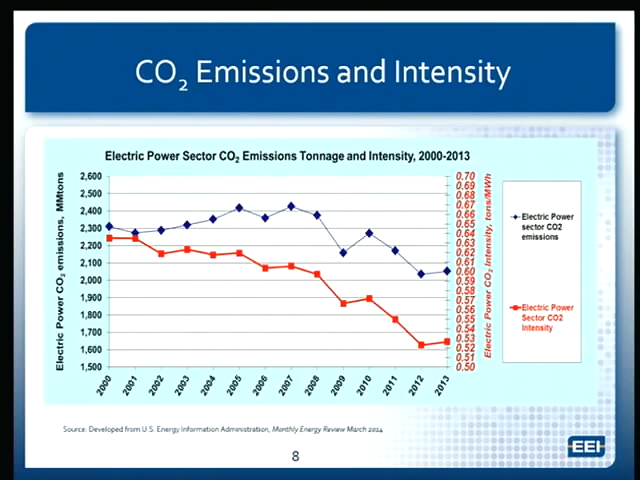 CO2 Emissions and Intensity
Electric Power Sector CO2 Emissions Tonnage and Intensity, 2000-2013
Electric Power CO2 emissions, MMtons
2,600
2,500
2,400
2,300
2,200
2,100
2,000
1,900
1,800
1,700
1,600
1,500
0.70
0.69
0.68
0.67
0.66
0.65
0.64
0.63
0.62
0.61
0.60
0.59
0.58
0.57
0.56
0.55
0.54
0.53
0.52
0.51
0.50
Electric Power CO2 Intensity, tons/MWh
2000 2001 2002 2003 2004 2005 2006 2007 2008 2009 2010 2011 2012 2013
Electric Power
sector CO2
emissions
Electric Power
Sector CO2
Intensity
Source: Developed from U.S. Energy Information Administration, Monthly Energy Review March 2014
8
EEI